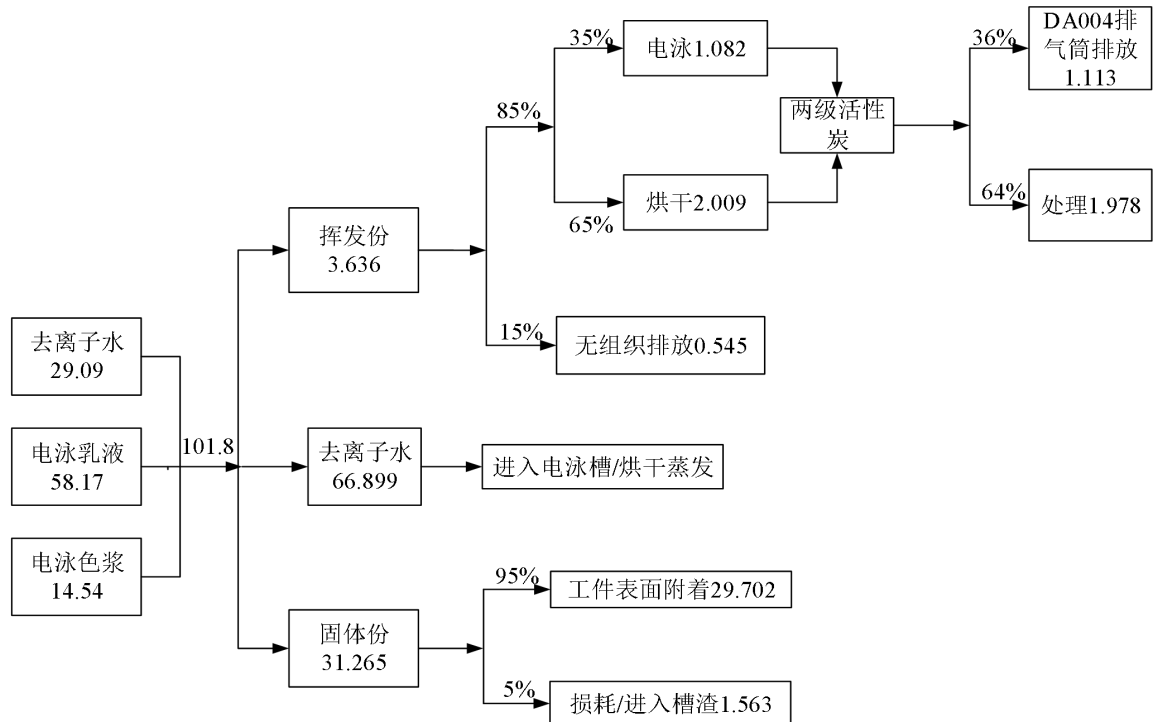 去离子水
29.09
电泳乳液
58.17
电泳色浆
14.54
101.8
挥发份
3.636
去离子水
66.899
固体份
31.265
85%
15%
35%
电泳1.082
65%
烘干2.009
两级活性
炭
36%
DA004排
气筒排放
1.113
64%
处理1.978
无组织排放0.545
进入电泳槽/烘干蒸发
95%
工件表面附着29.702
5%
损耗/进入槽渣1.563